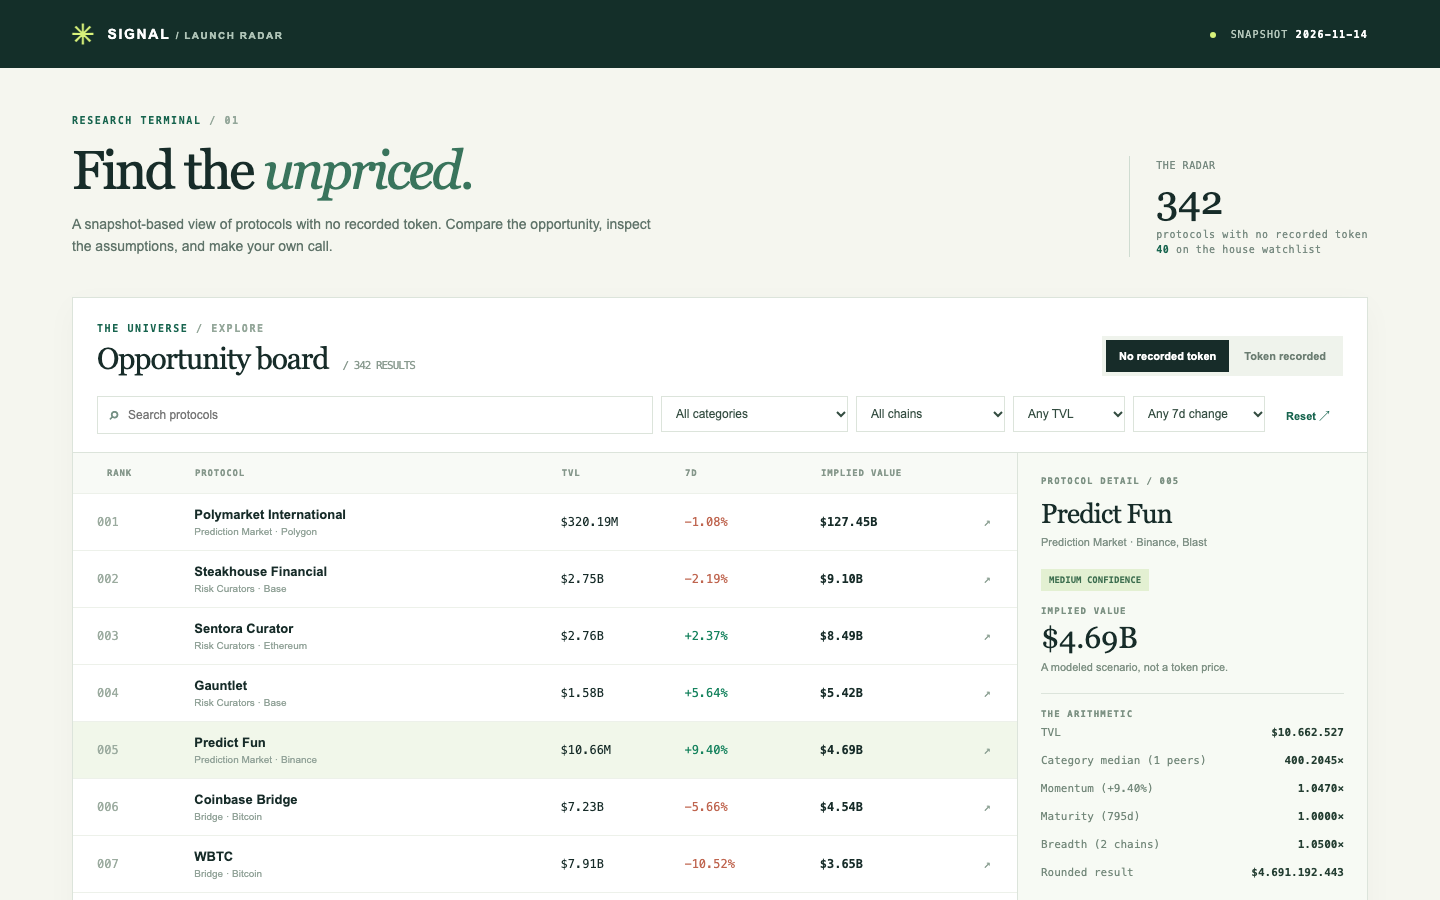 SIGNAL / LAUNCH RADAR
SNAPSHOT 2026-11-14
RESEARCH TERMINAL / 01
Find the unpriced.
A snapshot-based view of protocols with no recorded token. Compare the opportunity, inspect
the assumptions, and make your own call.
THE RADAR
342
protocols with no recorded token
40 on the house watchlist
THE UNIVERSE / EXPLORE
Opportunity board / 342 RESULTS
No recorded token Token recorded
Search protocols All categories All chains Any TVL Any 7d change Reset ↗
RANK PROTOCOL TVL 7D IMPLIED VALUE
001 Polymarket International $320.19M −1.08% $127.45B ↗
Prediction Market · Polygon
002 Steakhouse Financial $2.75B −2.19% $9.10B ↗
Risk Curators · Base
003 Sentora Curator $2.76B +2.37% $8.49B ↗
Risk Curators · Ethereum
004 Gauntlet $1.58B +5.64% $5.42B ↗
Risk Curators · Base
005 Predict Fun $10.66M +9.40% $4.69B ↗
Prediction Market · Binance
006 Coinbase Bridge $7.23B −5.66% $4.54B ↗
Bridge · Bitcoin
007 WBTC $7.91B −10.52% $3.65B ↗
Bridge · Bitcoin
PROTOCOL DETAIL / 005
Predict Fun
Prediction Market · Binance, Blast
MEDIUM CONFIDENCE
IMPLIED VALUE
$4.69B
A modeled scenario, not a token price.
THE ARITHMETIC
TVL $10.662.527
Category median (1 peers) 400.2045×
Momentum (+9.40%) 1.0470×
Maturity (795d) 1.0000×
Breadth (2 chains) 1.0500×
Rounded result $4.691.192.443